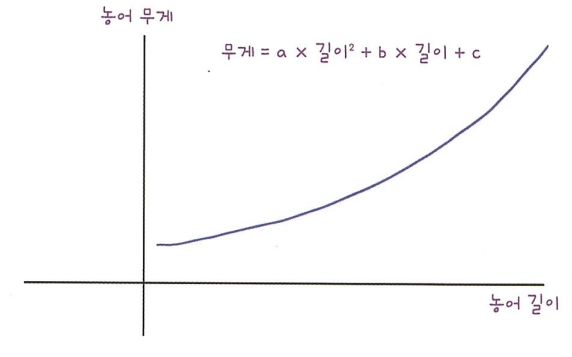 농어 무게
무게 = a × 길이² + b × 길이 + c
농어 길이